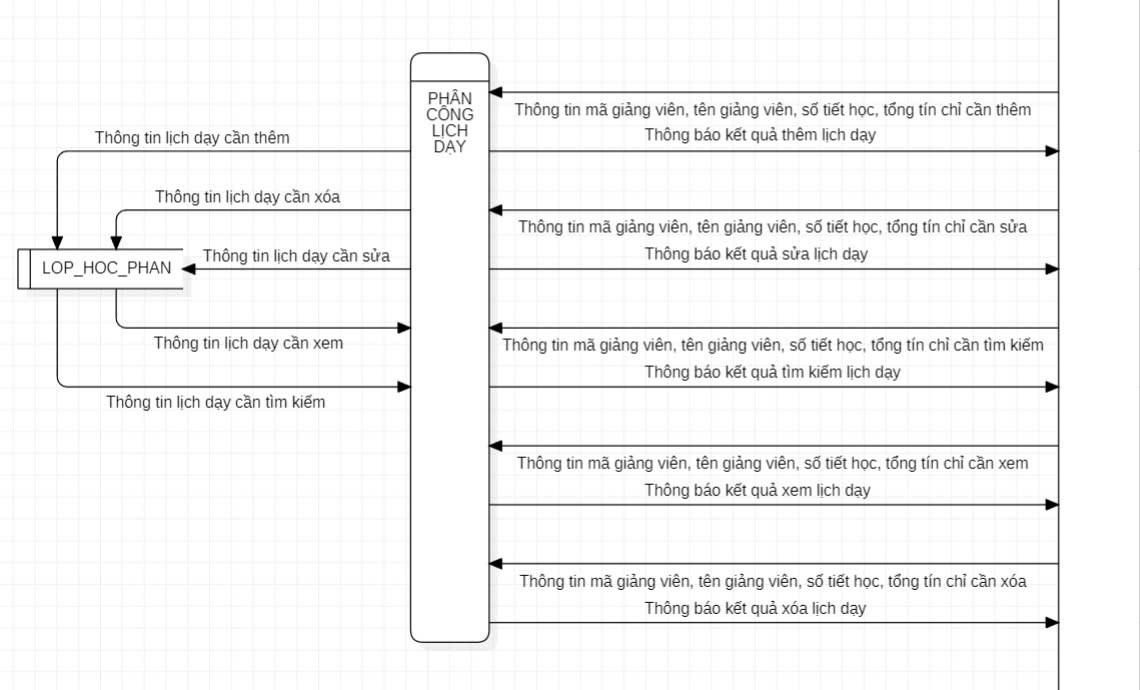 PHÂN
CÔNG
LỊCH
DẠY
Thông tin mã giảng viên, tên giảng viên, số tiết học, tổng tín chỉ cần thêm
Thông báo kết quả thêm lịch dạy
Thông tin lịch dạy cần thêm
Thông tin lịch dạy cần xóa
Thông tin mã giảng viên, tên giảng viên, số tiết học, tổng tín chỉ cần sửa
Thông báo kết quả sửa lịch dạy
Thông tin lịch dạy cần sửa
LOP_HOC_PHAN
Thông tin lịch dạy cần xem
Thông tin mã giảng viên, tên giảng viên, số tiết học, tổng tín chỉ cần tìm kiếm
Thông báo kết quả tìm kiếm lịch dạy
Thông tin lịch dạy cần tìm kiếm
Thông tin mã giảng viên, tên giảng viên, số tiết học, tổng tín chỉ cần xem
Thông báo kết quả xem lịch dạy
Thông tin mã giảng viên, tên giảng viên, số tiết học, tổng tín chỉ cần xóa
Thông báo kết quả xóa lịch dạy